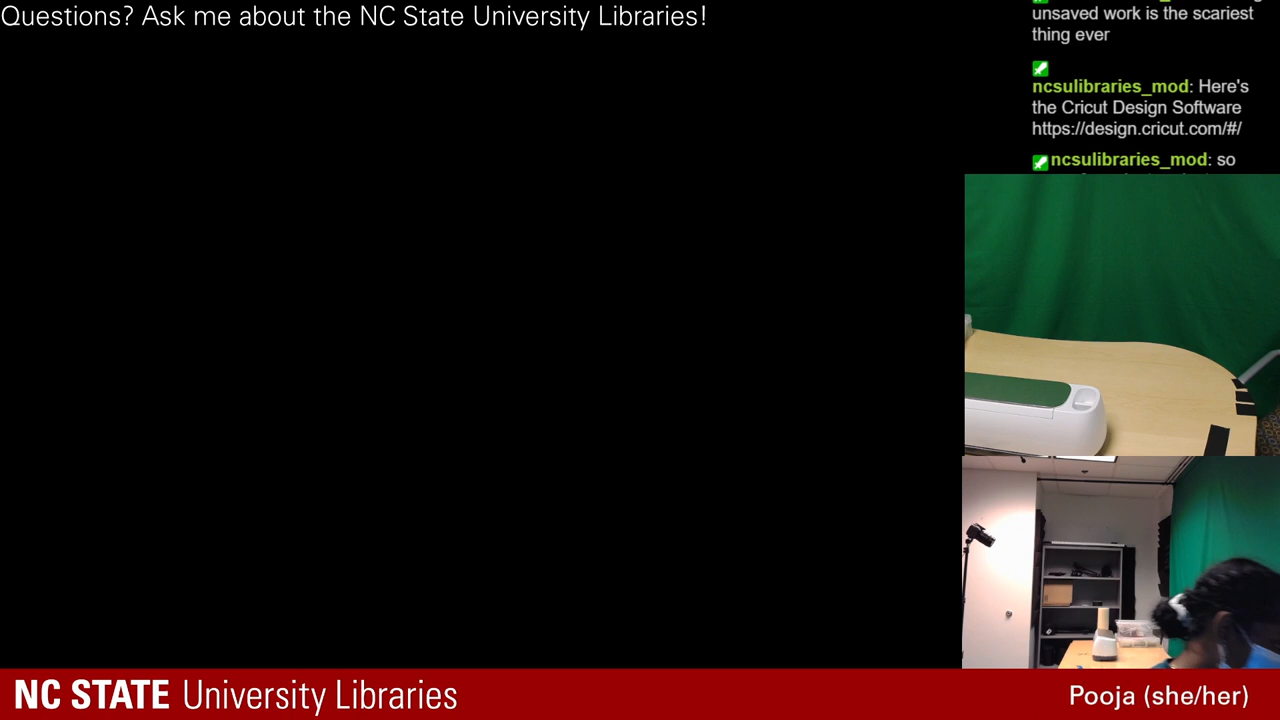 Questions? Ask me about the NC State University Libraries!
unsaved work is the scariest
thing ever
ncsulibraries_mod: Here's
the Cricut Design Software
https://design.cricut.com/#/
ncsulibraries_mod: so
NC STATE University Libraries
Pooja (she/her)